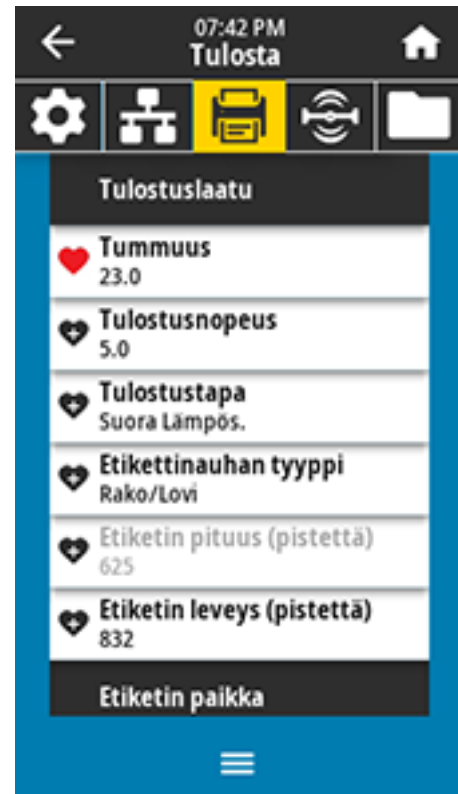 07:42 PM
Tulosta
Tulostuslaatu
Tummuus
23.0
Tulostusnopeus
5.0
Tulostustapa
Suora Lämpös.
Etikettinauhan tyyppi
Rako/Lovi
Etiketin pituus (pistettä)
625
Etiketin leveys (pistettä)
832
Etiketin paikka